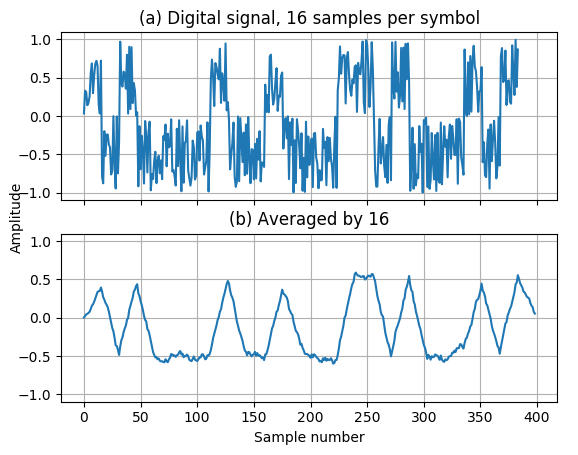 (a) Digital signal, 16 samples per symbol
1.0
0.5
0.0
−0.5
−1.0
Amplitude
(b) Averaged by 16
1.0
0.5
0.0
−0.5
−1.0
0 50 100 150 200 250 300 350 400
Sample number